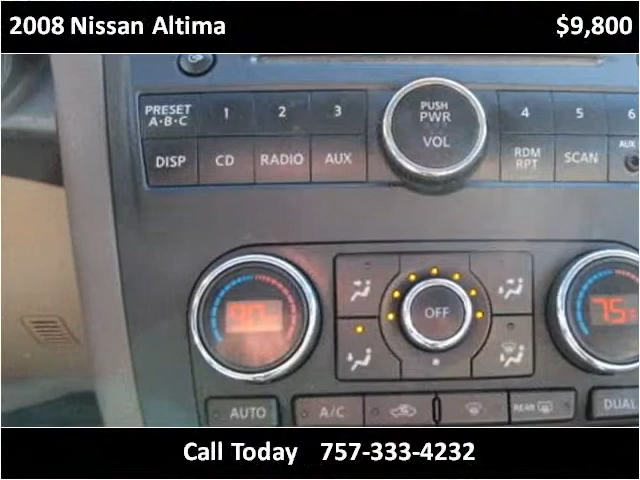 2008 Nissan Altima $9,800
PRESET 1 2 3 PUSH 4 5 6
A·B·C PWR
VOL
DISP CD RADIO AUX RDM SCAN AUX
RPT
90 OFF 75
AUTO A/C REAR DUAL
Call Today 757-333-4232